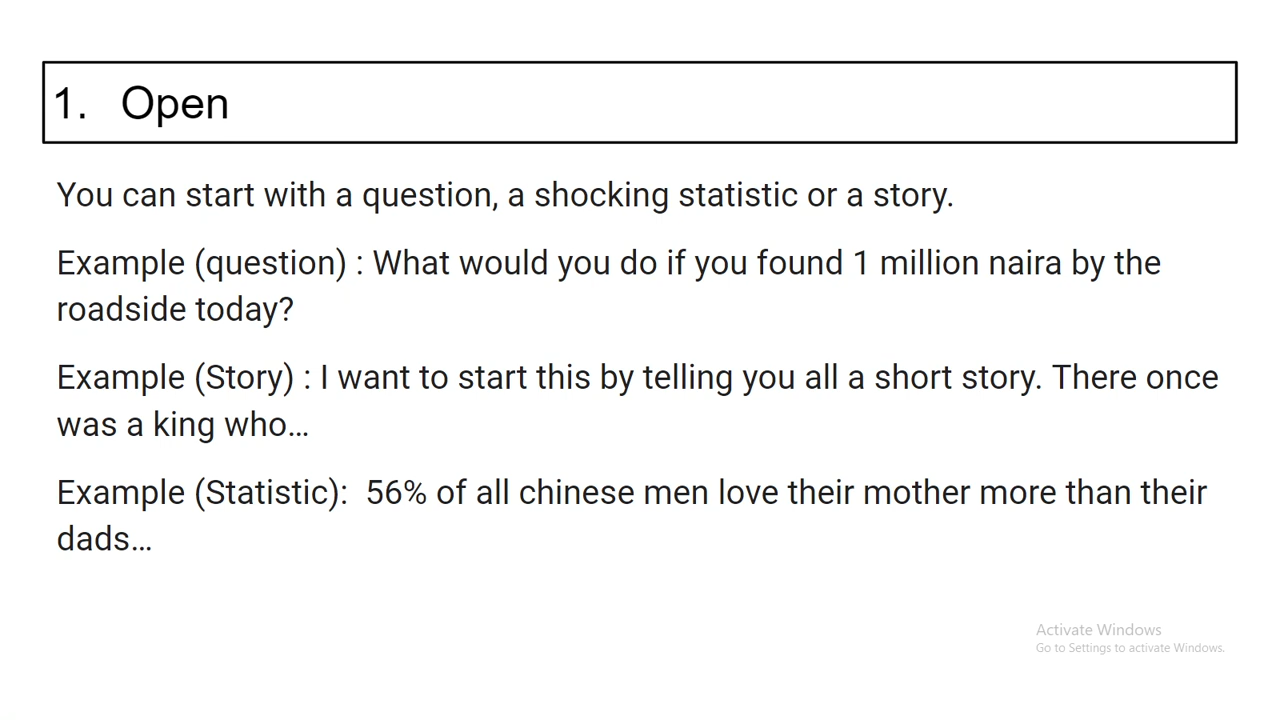 1. Open
You can start with a question, a shocking statistic or a story.
Example (question) : What would you do if you found 1 million naira by the
roadside today?
Example (Story) : I want to start this by telling you all a short story. There once
was a king who…
Example (Statistic):  56% of all chinese men love their mother more than their
dads…
Activate Windows
Go to Settings to activate Windows.